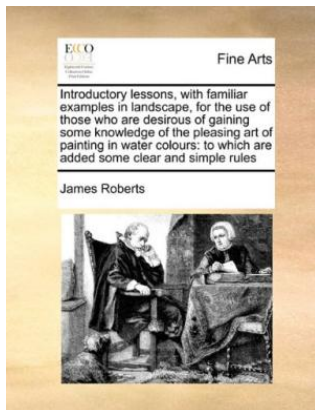 ECCO
Fine Arts
Introductory lessons, with familiar
examples in landscape, for the use of
those who are desirous of gaining
some knowledge of the pleasing art of
painting in water colours: to which are
added some clear and simple rules
James Roberts